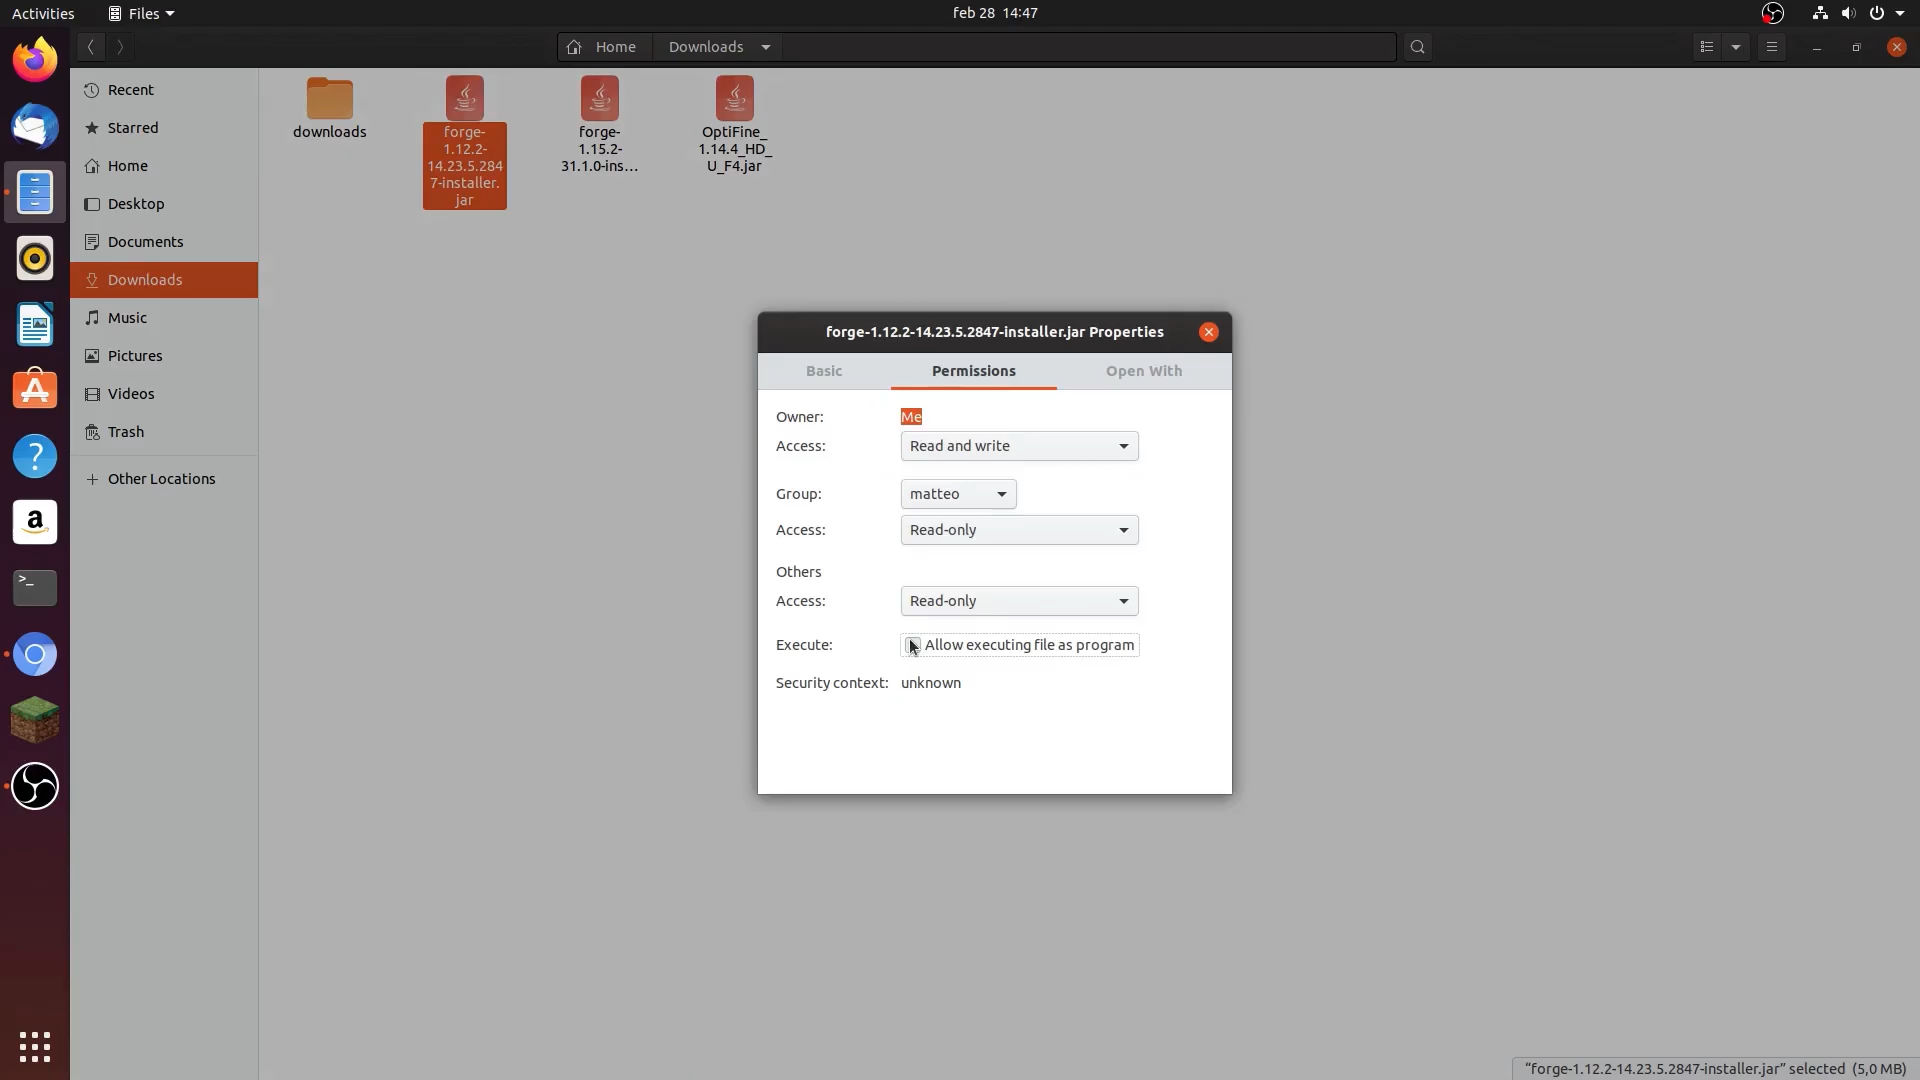 Activities
Files
feb 28 14:47
Home
Downloads
Recent
Starred
Home
Desktop
Documents
Downloads
Music
Pictures
Videos
Trash
Other Locations
downloads
forge-
1.12.2-
14.23.5.284
7-installer.
jar
forge-
1.15.2-
31.1.0-ins...
OptiFine_
1.14.4_HD_
U_F4.jar
forge-1.12.2-14.23.5.2847-installer.jar Properties
Basic
Permissions
Open With
Owner: Me
Access: Read and write
Group: matteo
Access: Read-only
Others
Access: Read-only
Execute: Allow executing file as program
Security context: unknown
a
?
>_
"forge-1.12.2-14.23.5.2847-installer.jar" selected (5,0 MB)